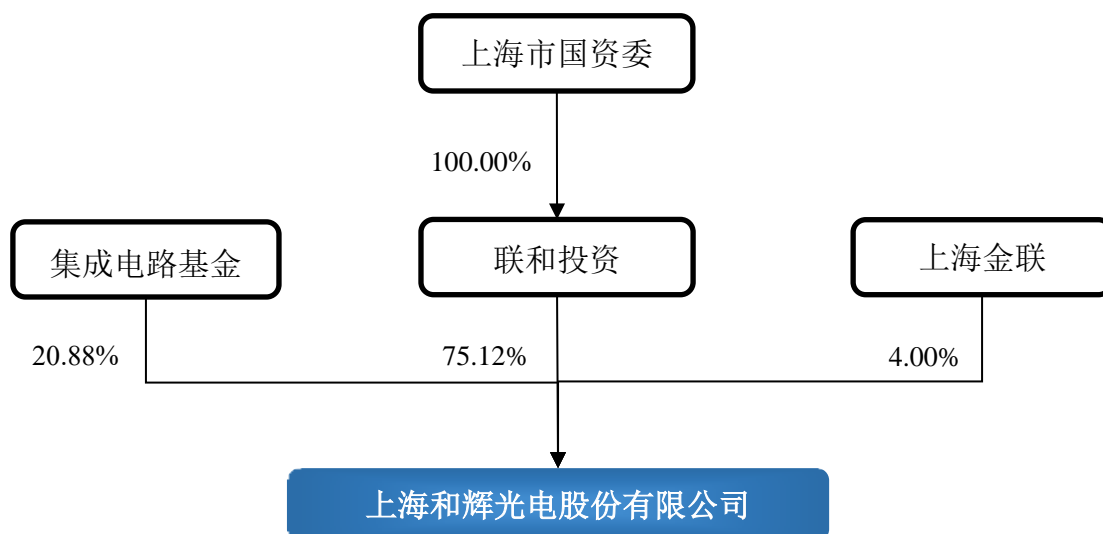 上海市国资委
100.00%
集成电路基金
联和投资
上海金联
20.88%
75.12%
4.00%
上海和辉光电股份有限公司